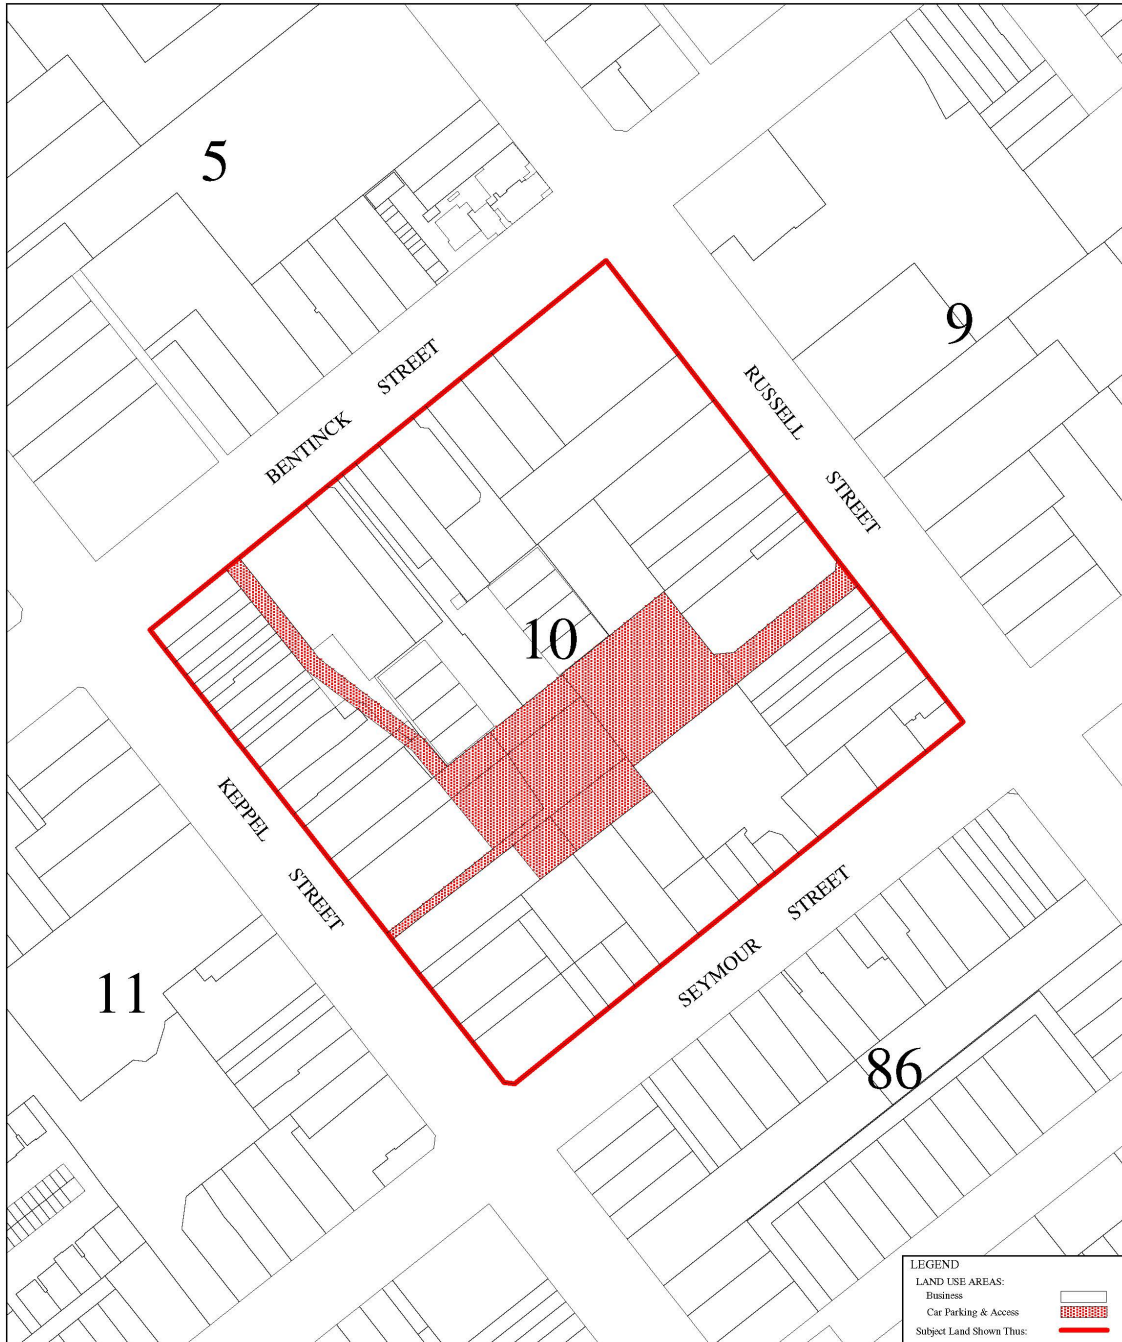 5
BENTINCK STREET
9
RUSSELL STREET
10
KEPPEL STREET
SEYMOUR STREET
11
86
LEGEND
LAND USE AREAS:
Business
Car Parking & Access
Subject Land Shown Thus: